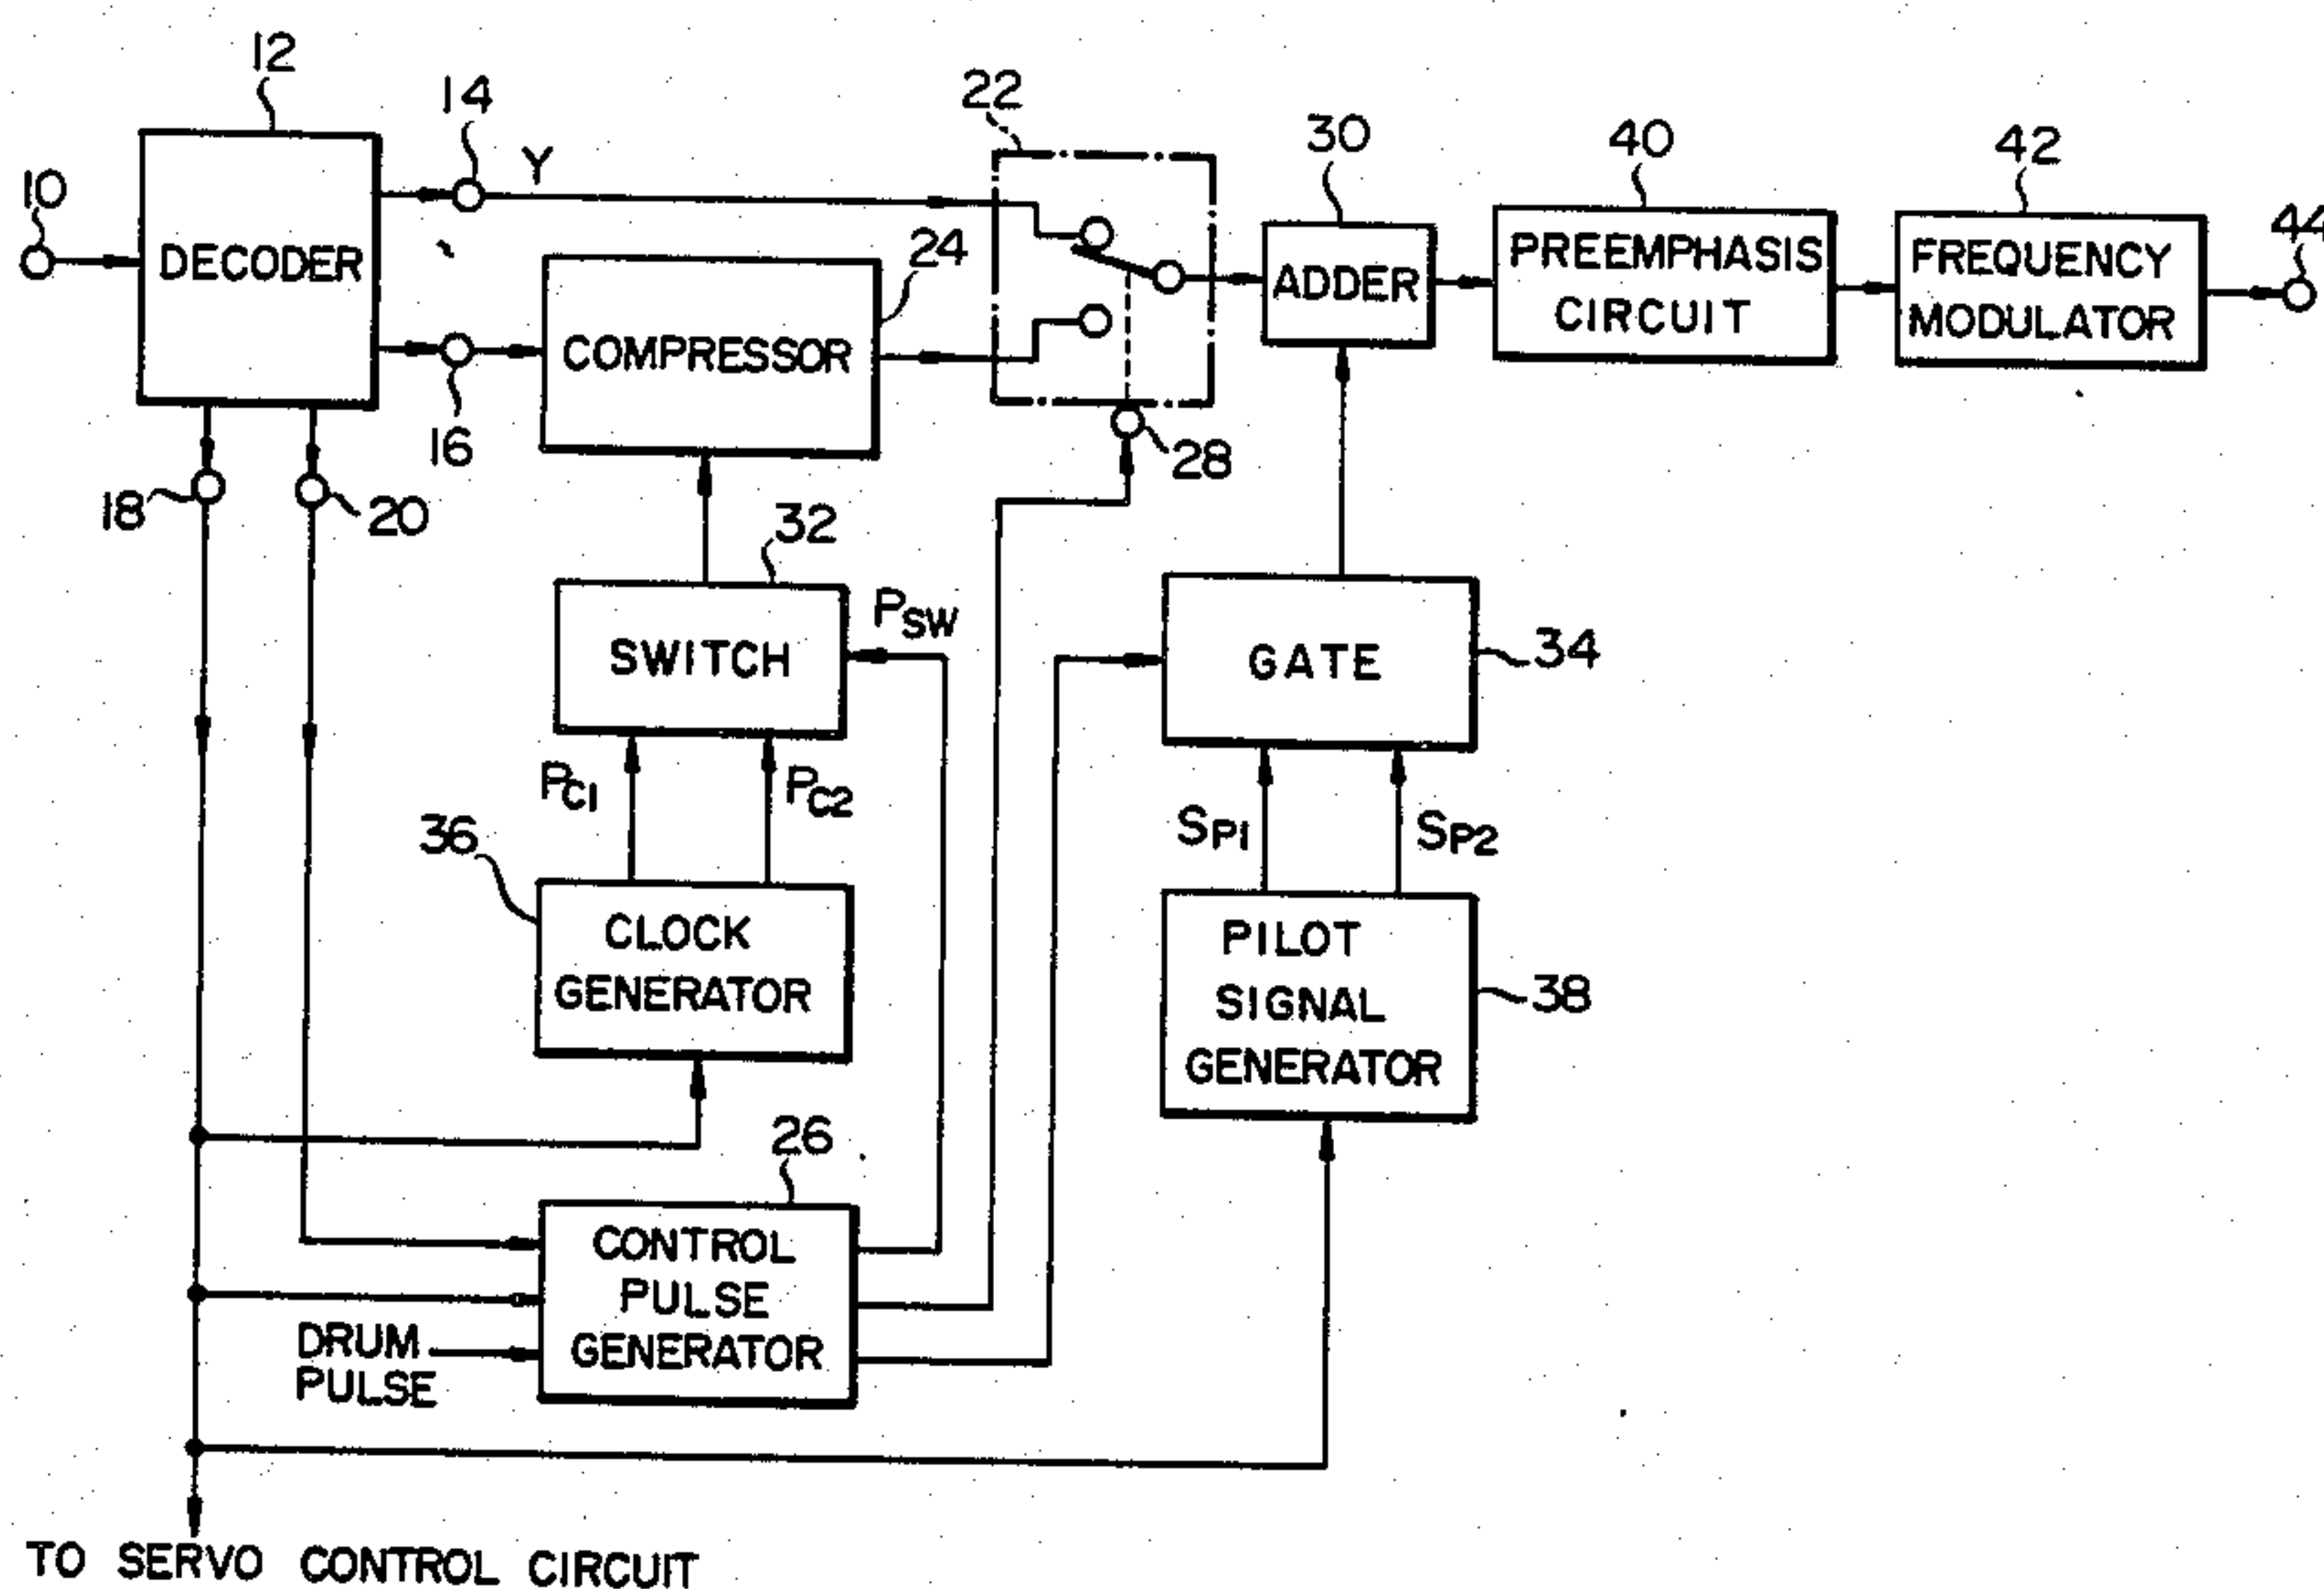 12
14
22
30
40
42
10
Y
44
DECODER
24
ADDER
PREEMPHASIS
CIRCUIT
FREQUENCY
MODULATOR
COMPRESSOR
16
28
18
20
32
SWITCH
PSW
GATE
34
PC1
PC2
36
SP1
SP2
CLOCK
GENERATOR
PILOT
SIGNAL
GENERATOR
38
26
CONTROL
PULSE
GENERATOR
DRUM
PULSE
TO SERVO CONTROL CIRCUIT